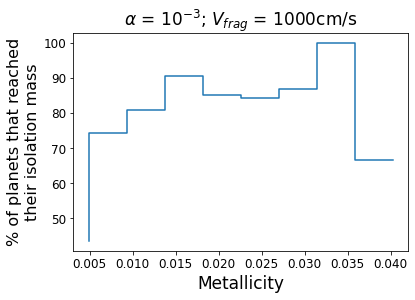 α = 10⁻³; V_frag = 1000cm/s
% of planets that reached
their isolation mass
100
90
80
70
60
50
0.005 0.010 0.015 0.020 0.025 0.030 0.035 0.040
Metallicity